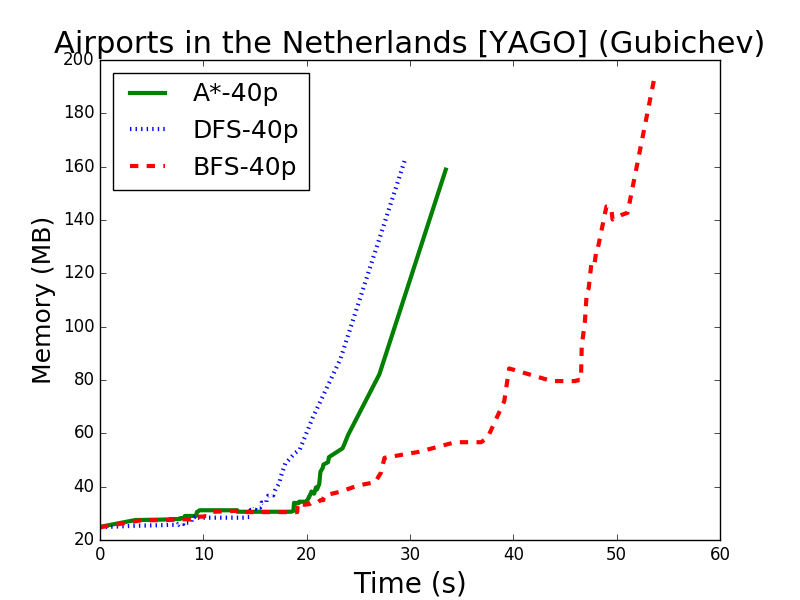 Airports in the Netherlands [YAGO] (Gubichev)
200
180
160
140
120
100
80
60
40
20
Memory (MB)
A*-40p
DFS-40p
BFS-40p
0 10 20 30 40 50 60
Time (s)